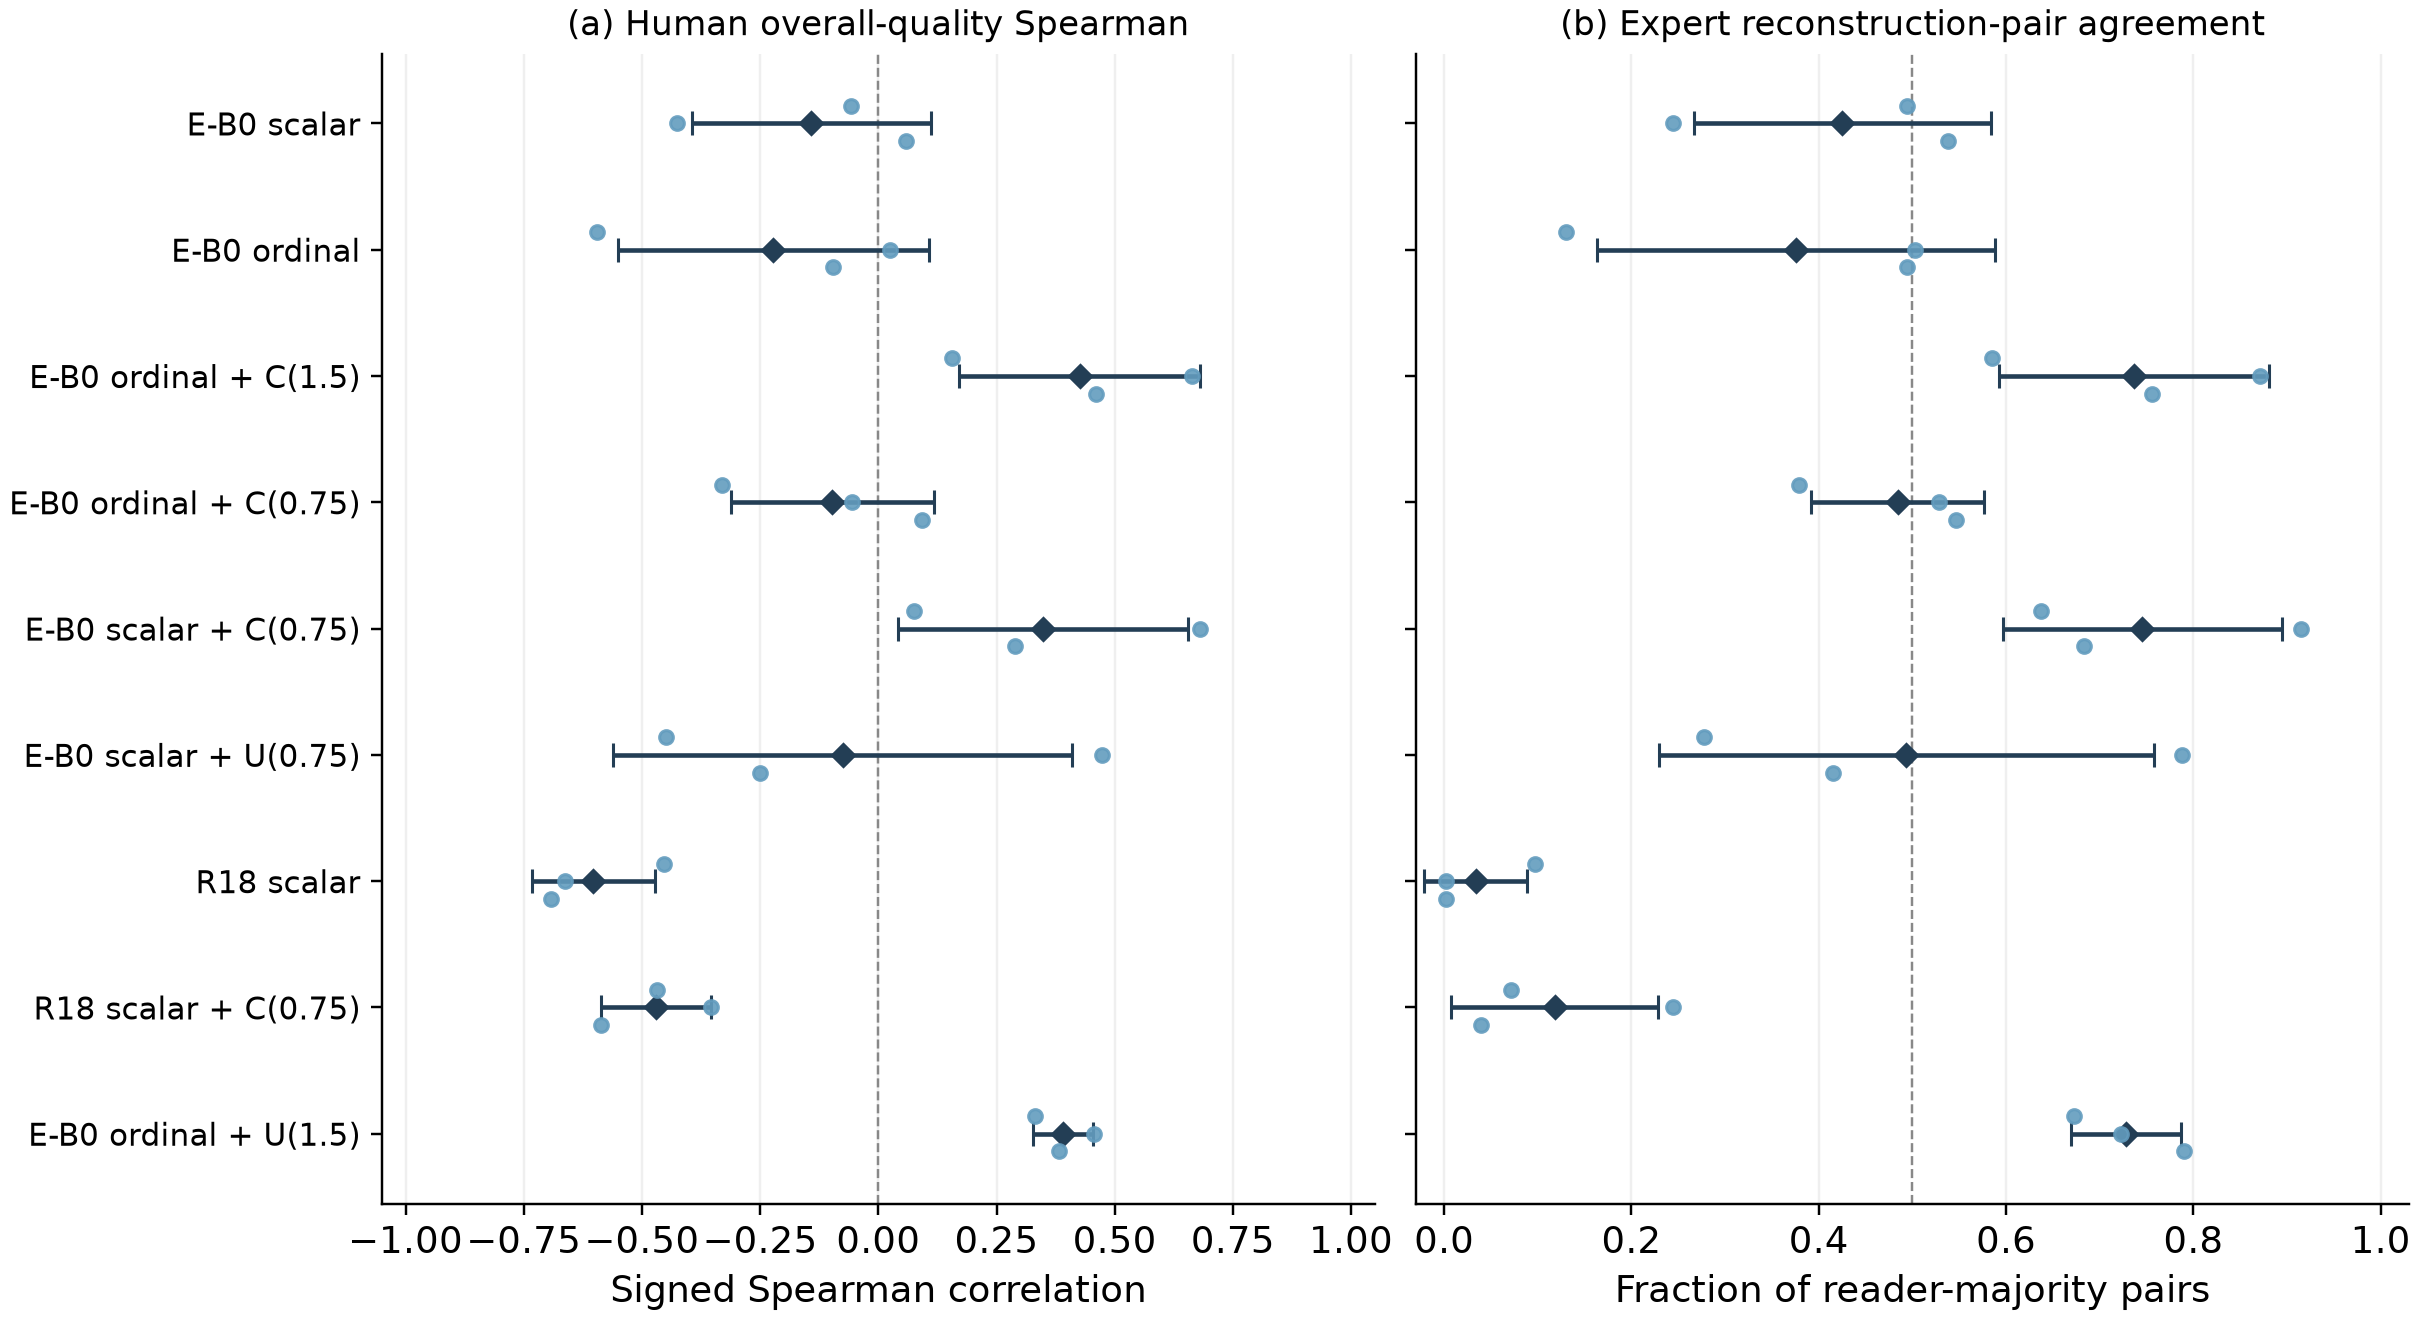 (a) Human overall-quality Spearman
(b) Expert reconstruction-pair agreement
E-B0 scalar
E-B0 ordinal
E-B0 ordinal + C(1.5)
E-B0 ordinal + C(0.75)
E-B0 scalar + C(0.75)
E-B0 scalar + U(0.75)
R18 scalar
R18 scalar + C(0.75)
E-B0 ordinal + U(1.5)
−1.00 −0.75 −0.50 −0.25 0.00 0.25 0.50 0.75 1.00
Signed Spearman correlation
0.0 0.2 0.4 0.6 0.8 1.0
Fraction of reader-majority pairs